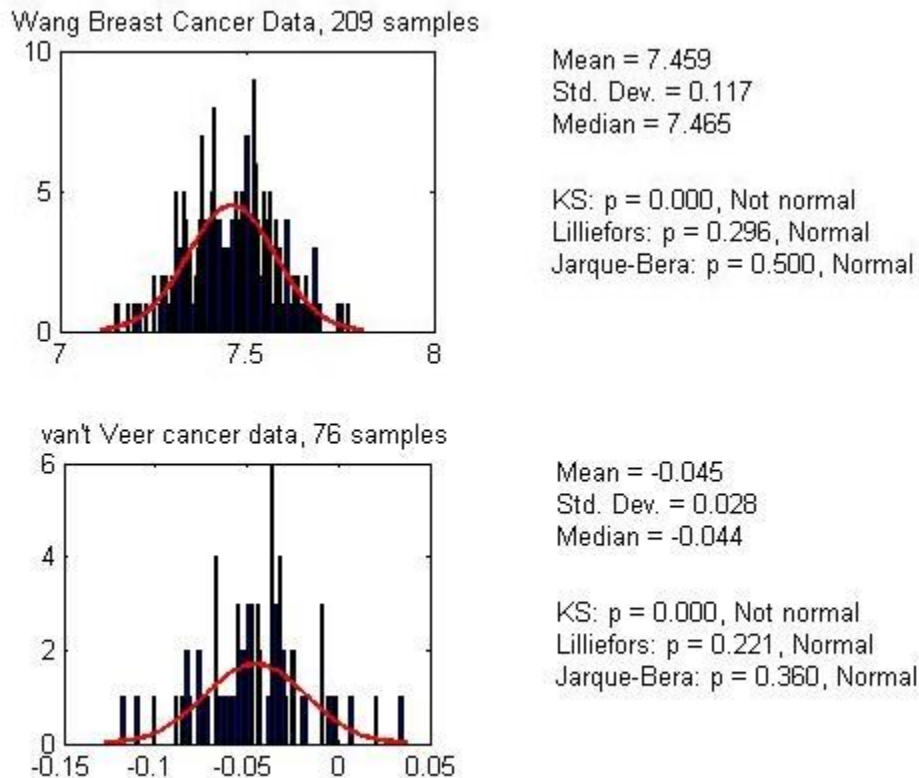 Wang Breast Cancer Data, 209 samples
10
5
0
7
7.5
8
Mean = 7.459
Std. Dev. = 0.117
Median = 7.465
KS: p = 0.000, Not normal
Lilliefors: p = 0.296, Normal
Jarque-Bera: p = 0.500, Normal
van't Veer cancer data, 76 samples
6
4
2
0
-0.15
-0.1
-0.05
0
0.05
Mean = -0.045
Std. Dev. = 0.028
Median = -0.044
KS: p = 0.000, Not normal
Lilliefors: p = 0.221, Normal
Jarque-Bera: p = 0.360, Normal